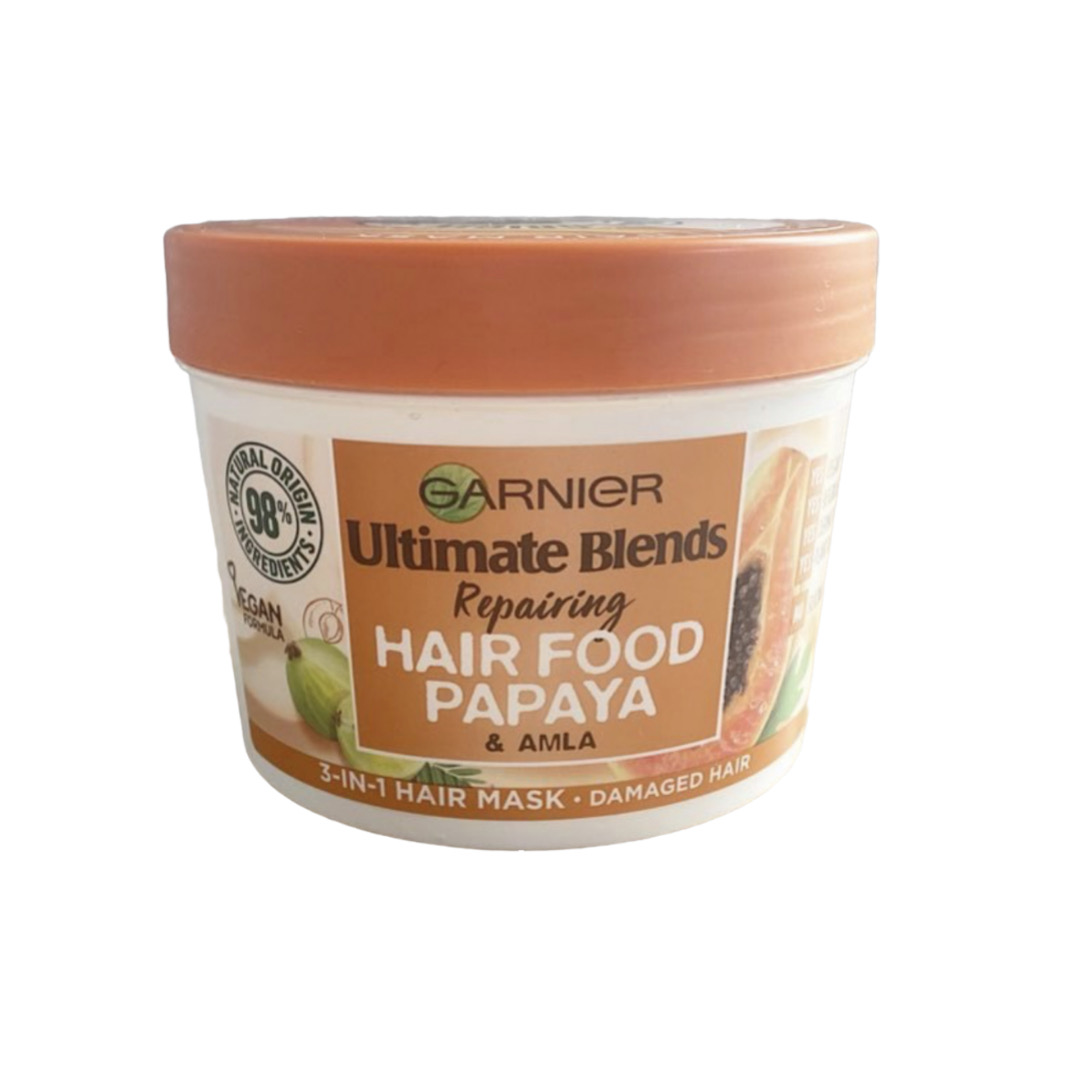 NATURAL ORIGIN
98%
INGREDIENTS
VEGAN
FORMULA
GARNIER
Ultimate Blends
Repairing
HAIR FOOD
PAPAYA
& AMLA
3-IN-1 HAIR MASK • DAMAGED HAIR